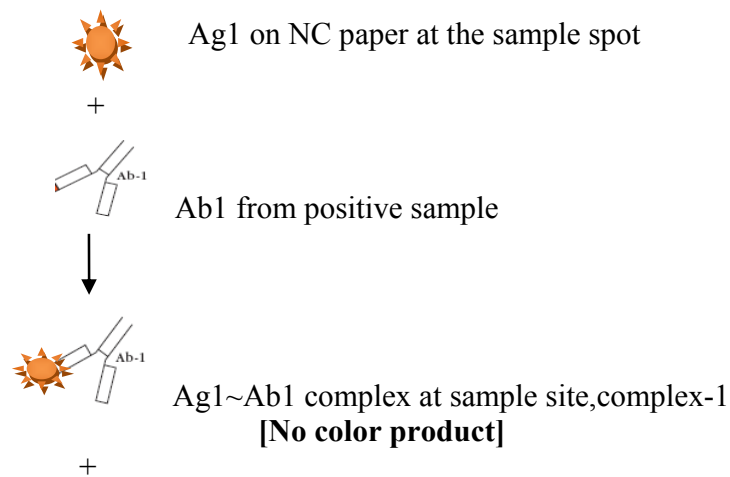 Ag1 on NC paper at the sample spot
+
Ab-1
Ab1 from positive sample
Ab-1
Ag1~Ab1 complex at sample site,complex-1
[No color product]
+